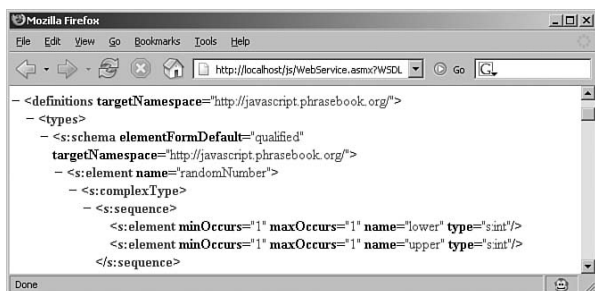 Mozilla Firefox
File Edit View Go Bookmarks Tools Help
http://localhost/js/WebService.asmx?WSDL Go G
– <definitions targetNamespace="http://javascript.phrasebook.org/">
– <types>
– <s:schema elementFormDefault="qualified"
targetNamespace="http://javascript.phrasebook.org/">
– <s:element name="randomNumber">
– <s:complexType>
– <s:sequence>
<s:element minOccurs="1" maxOccurs="1" name="lower" type="s:int"/>
<s:element minOccurs="1" maxOccurs="1" name="upper" type="s:int"/>
</s:sequence>
Done